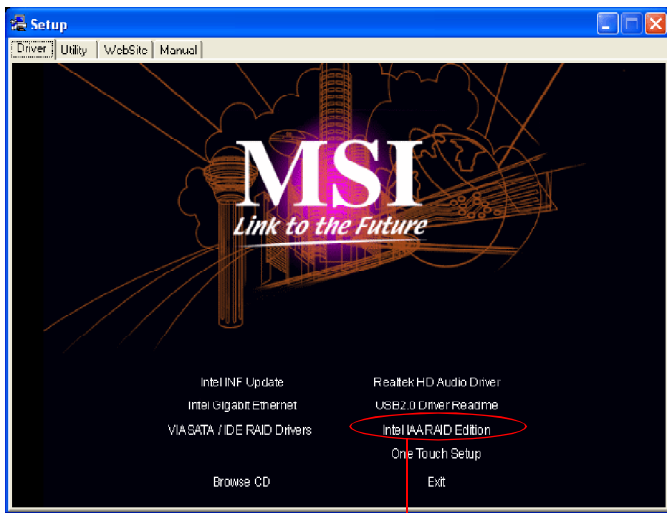 Setup
Driver Utility WebSite Manual
MSI
Link to the Future
Intel INF Update Realtek HD Audio Driver
Intel Gigabit Ethernet USB2.0 Driver Readme
VIA SATA / IDE RAID Drivers Intel IAA RAID Edition
One Touch Setup
Browse CD Exit